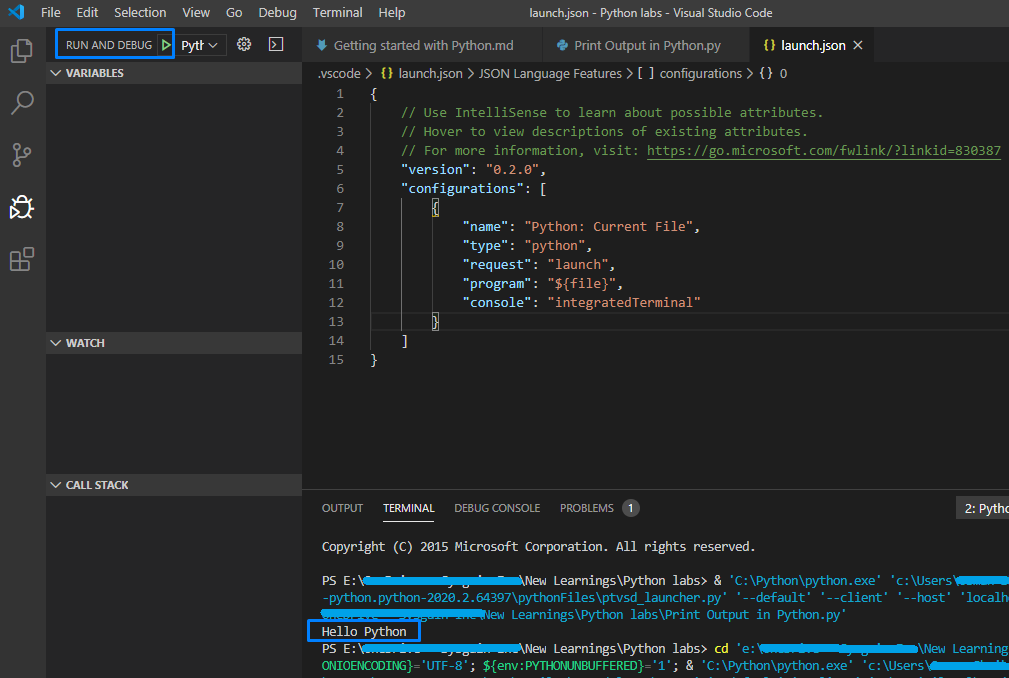 File Edit Selection View Go Debug Terminal Help launch.json - Python labs - Visual Studio Code
RUN AND DEBUG Pyth
Getting started with Python.md Print Output in Python.py {} launch.json
VARIABLES
.vscode > {} launch.json > JSON Language Features > [ ] configurations > {} 0
1 {
2 // Use IntelliSense to learn about possible attributes.
3 // Hover to view descriptions of existing attributes.
4 // For more information, visit: https://go.microsoft.com/fwlink/?linkid=830387
5 "version": "0.2.0",
6 "configurations": [
7 {
8 "name": "Python: Current File",
9 "type": "python",
10 "request": "launch",
11 "program": "${file}",
12 "console": "integratedTerminal"
13 }
14 ]
15 }
WATCH
CALL STACK
OUTPUT TERMINAL DEBUG CONSOLE PROBLEMS 1 2: Pytho
Copyright (C) 2015 Microsoft Corporation. All rights reserved.
PS E:\ \New Learnings\Python labs> & 'C:\Python\python.exe' 'c:\Users\
-python.python-2020.2.64397\pythonFiles\ptvsd_launcher.py' '--default' '--client' '--host' 'localh
\New Learnings\Python labs\Print Output in Python.py'
Hello Python
PS E:\ \New Learnings\Python labs> cd 'e:\ \New Learning
ONIOENCODING}='UTF-8'; ${env:PYTHONUNBUFFERED}='1'; & 'C:\Python\python.exe' 'c:\Users\